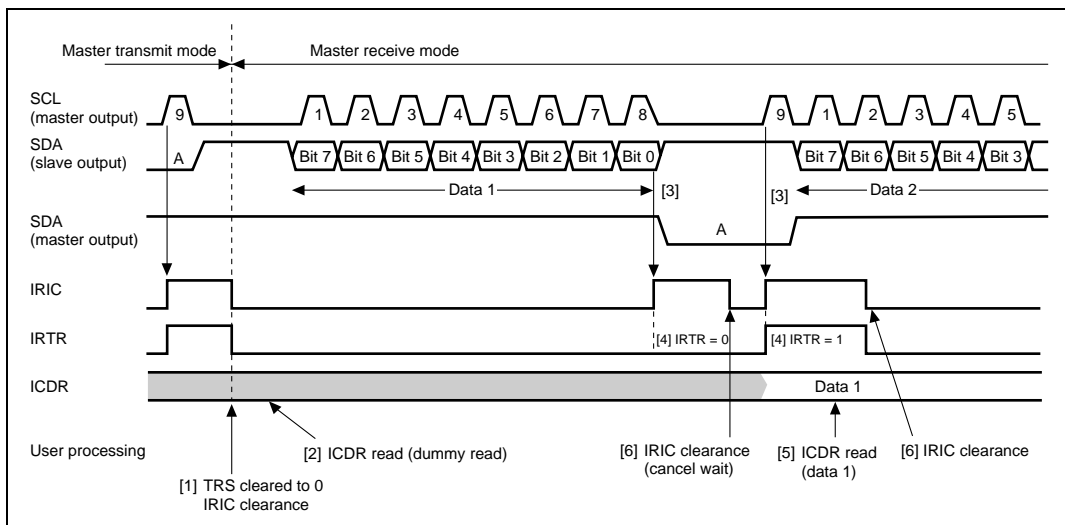 Master transmit mode
Master receive mode
SCL
(master output)
9
1
2
3
4
5
6
7
8
9
1
2
3
4
5
SDA
(slave output)
A
Bit 7
Bit 6
Bit 5
Bit 4
Bit 3
Bit 2
Bit 1
Bit 0
Bit 7
Bit 6
Bit 5
Bit 4
Bit 3
Data 1
[3]
[3]
Data 2
SDA
(master output)
A
IRIC
IRTR
[4] IRTR = 0
[4] IRTR = 1
ICDR
Data 1
User processing
[1] TRS cleared to 0
IRIC clearance
[2] ICDR read (dummy read)
[6] IRIC clearance
(cancel wait)
[5] ICDR read
(data 1)
[6] IRIC clearance